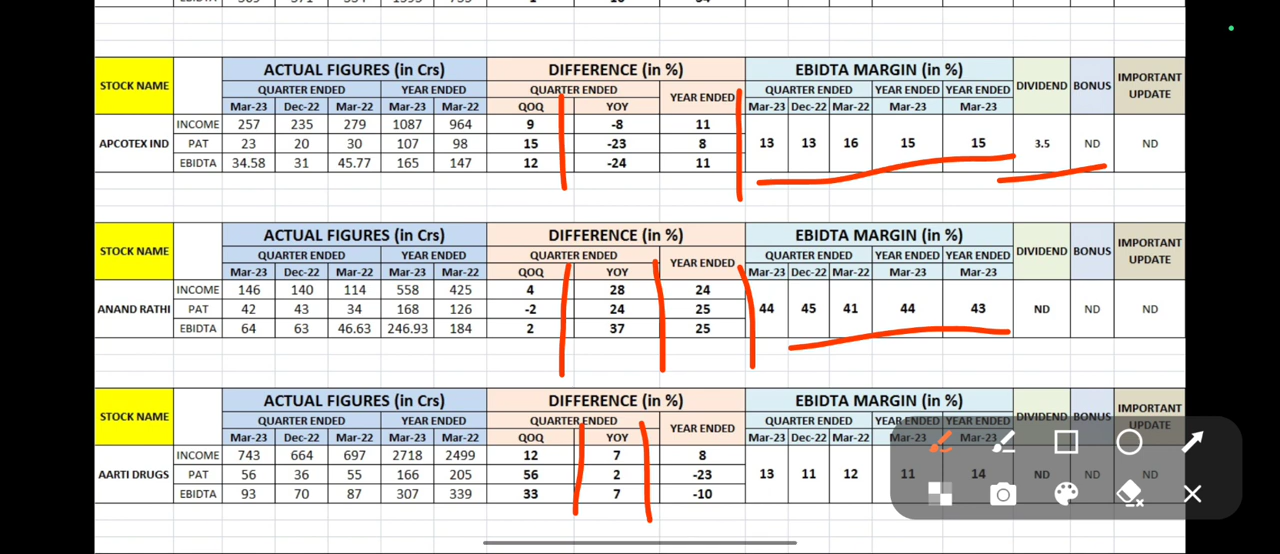 ACTUAL FIGURES (in Crs) DIFFERENCE (in %) EBIDTA MARGIN (in %)
STOCK NAME QUARTER ENDED YEAR ENDED QUARTER ENDED YEAR ENDED QUARTER ENDED YEAR ENDED YEAR ENDED DIVIDEND BONUS IMPORTANT UPDATE
Mar-23 Dec-22 Mar-22 Mar-23 Mar-22 QOQ YOY Mar-23 Dec-22 Mar-22 Mar-23 Mar-23
INCOME 257 235 279 1087 964 9 -8 11
APCOTEX IND PAT 23 20 30 107 98 15 -23 8 13 13 16 15 15 3.5 ND ND
EBIDTA 34.58 31 45.77 165 147 12 -24 11
ACTUAL FIGURES (in Crs) DIFFERENCE (in %) EBIDTA MARGIN (in %)
STOCK NAME QUARTER ENDED YEAR ENDED QUARTER ENDED YEAR ENDED QUARTER ENDED YEAR ENDED YEAR ENDED DIVIDEND BONUS IMPORTANT UPDATE
Mar-23 Dec-22 Mar-22 Mar-23 Mar-22 QOQ YOY Mar-23 Dec-22 Mar-22 Mar-23 Mar-23
INCOME 146 140 114 558 425 4 28 24
ANAND RATHI PAT 42 43 34 168 126 -2 24 25 44 45 41 44 43 ND ND ND
EBIDTA 64 63 46.63 246.93 184 2 37 25
ACTUAL FIGURES (in Crs) DIFFERENCE (in %) EBIDTA MARGIN (in %)
STOCK NAME QUARTER ENDED YEAR ENDED QUARTER ENDED YEAR ENDED QUARTER ENDED YEAR ENDED YEAR ENDED DIVIDEND BONUS IMPORTANT UPDATE
Mar-23 Dec-22 Mar-22 Mar-23 Mar-22 QOQ YOY Mar-23 Dec-22 Mar-22 Mar-23 Mar-23
INCOME 743 664 697 2718 2499 12 7 8
AARTI DRUGS PAT 56 36 55 166 205 56 2 -23 13 11 12 11 14 ND ND ND
EBIDTA 93 70 87 307 339 33 7 -10